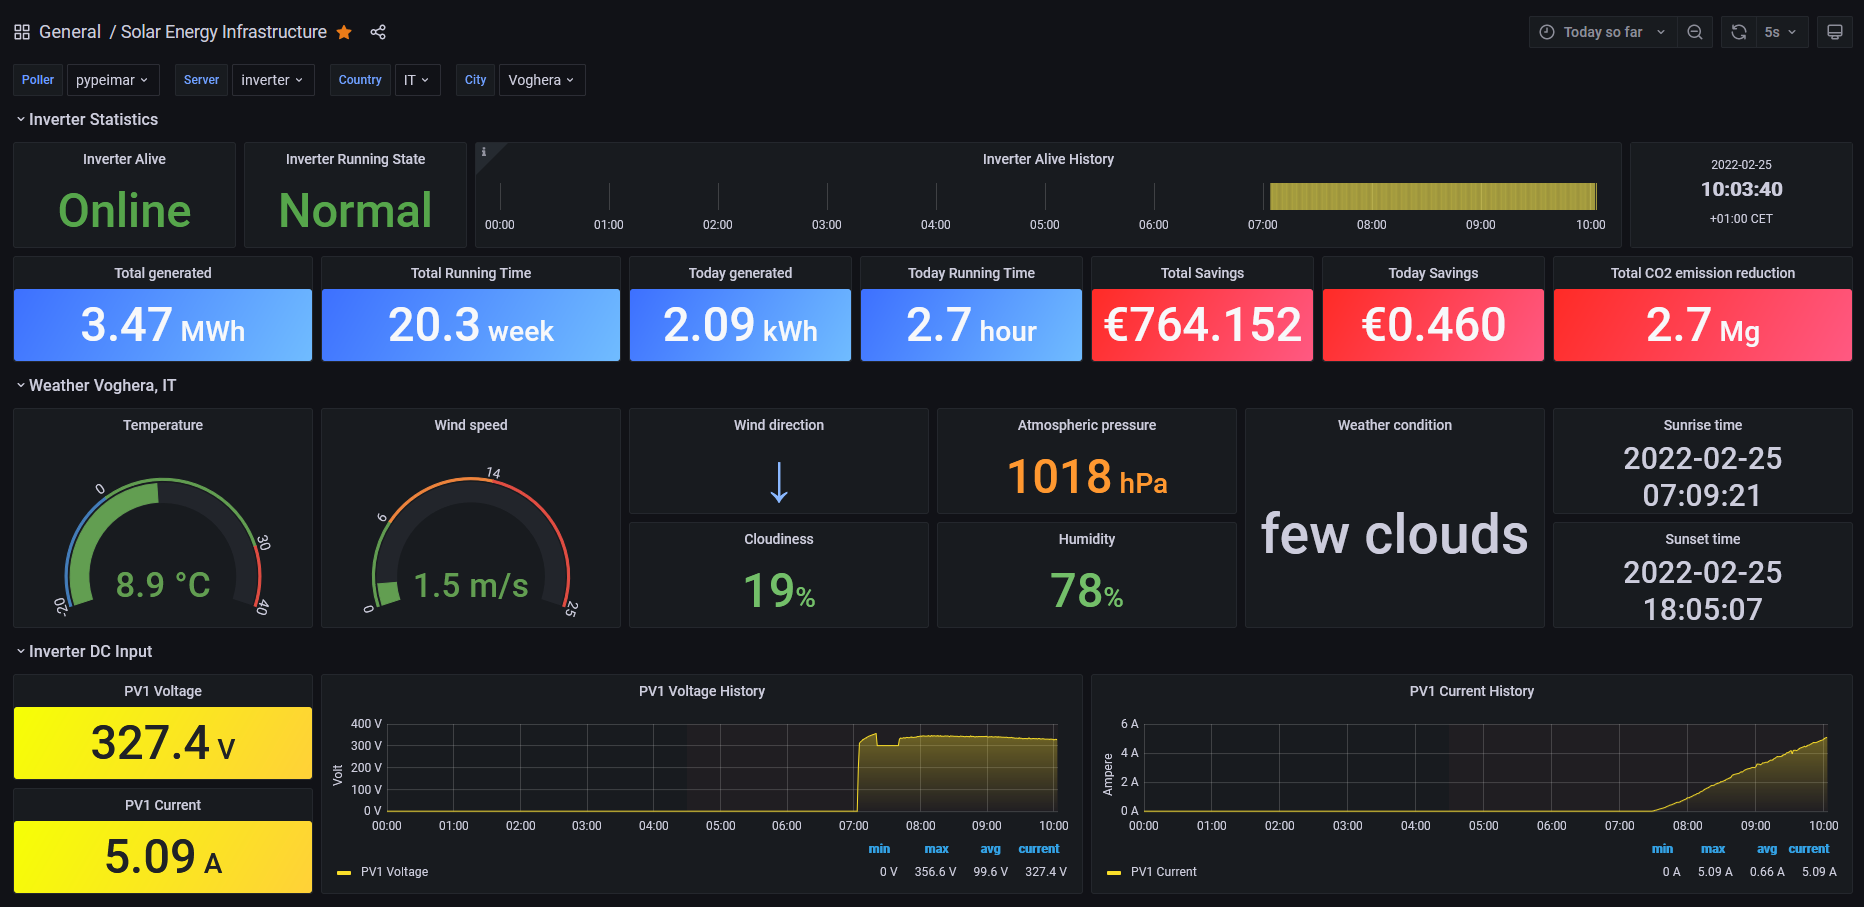 General / Solar Energy Infrastructure
Today so far
5s
Poller pypeimar Server inverter Country IT City Voghera
Inverter Statistics
Inverter Alive
Online
Inverter Running State
Normal
i
Inverter Alive History
00:00 01:00 02:00 03:00 04:00 05:00 06:00 07:00 08:00 09:00 10:00
2022-02-25
10:03:40
+01:00 CET
Total generated
3.47 MWh
Total Running Time
20.3 week
Today generated
2.09 kWh
Today Running Time
2.7 hour
Total Savings
€764.152
Today Savings
€0.460
Total CO2 emission reduction
2.7 Mg
Weather Voghera, IT
Temperature
-20 0 30 40
8.9 °C
Wind speed
0 6 14 25
1.5 m/s
Wind direction
↓
Atmospheric pressure
1018 hPa
Cloudiness
19%
Humidity
78%
Weather condition
few clouds
Sunrise time
2022-02-25
07:09:21
Sunset time
2022-02-25
18:05:07
Inverter DC Input
PV1 Voltage
327.4 V
PV1 Current
5.09 A
PV1 Voltage History
Volt
400 V
300 V
200 V
100 V
0 V
00:00 01:00 02:00 03:00 04:00 05:00 06:00 07:00 08:00 09:00 10:00
min max avg current
PV1 Voltage 0 V 356.6 V 99.6 V 327.4 V
PV1 Current History
Ampere
6 A
4 A
2 A
0 A
00:00 01:00 02:00 03:00 04:00 05:00 06:00 07:00 08:00 09:00 10:00
min max avg current
PV1 Current 0 A 5.09 A 0.66 A 5.09 A